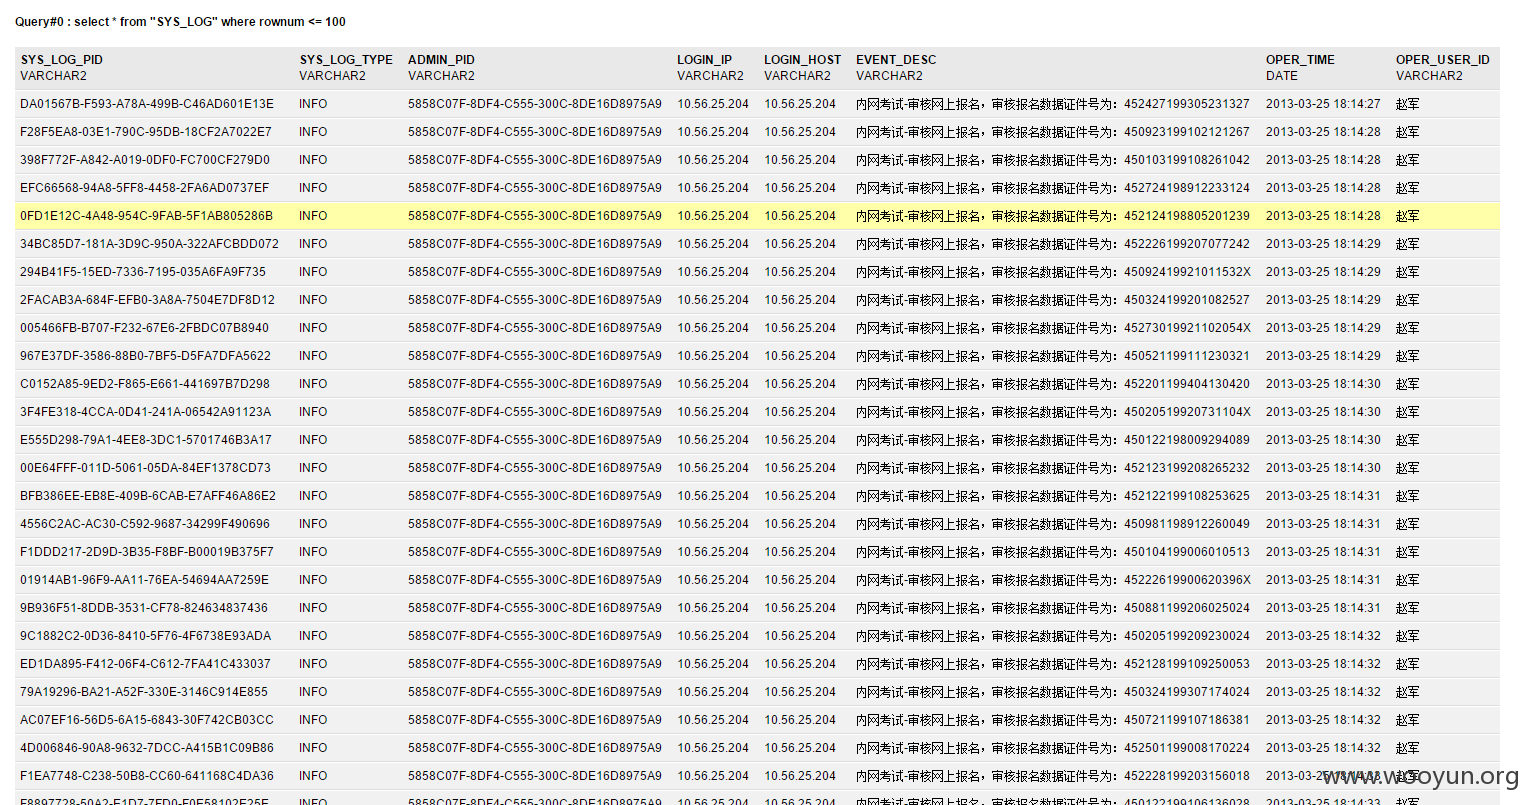 Query#0 : select * from "SYS_LOG" where rownum <= 100
SYS_LOG_PID SYS_LOG_TYPE ADMIN_PID LOGIN_IP LOGIN_HOST EVENT_DESC OPER_TIME OPER_USER_ID
VARCHAR2 VARCHAR2 VARCHAR2 VARCHAR2 VARCHAR2 VARCHAR2 DATE VARCHAR2
DA01567B-F593-A78A-499B-C46AD601E13E INFO 5858C07F-8DF4-C555-300C-8DE16D8975A9 10.56.25.204 10.56.25.204 内网考试-审核网上报名，审核报名数据证件号为：452427199305231327 2013-03-25 18:14:27 赵军
F28F5EA8-03E1-790C-95DB-18CF2A7022E7 INFO 5858C07F-8DF4-C555-300C-8DE16D8975A9 10.56.25.204 10.56.25.204 内网考试-审核网上报名，审核报名数据证件号为：450923199102121267 2013-03-25 18:14:28 赵军
398F772F-A842-A019-0DF0-FC700CF279D0 INFO 5858C07F-8DF4-C555-300C-8DE16D8975A9 10.56.25.204 10.56.25.204 内网考试-审核网上报名，审核报名数据证件号为：450103199108261042 2013-03-25 18:14:28 赵军
EFC66568-94A8-5FF8-4458-2FA6AD0737EF INFO 5858C07F-8DF4-C555-300C-8DE16D8975A9 10.56.25.204 10.56.25.204 内网考试-审核网上报名，审核报名数据证件号为：452724198912233124 2013-03-25 18:14:28 赵军
0FD1E12C-4A48-954C-9FAB-5F1AB805286B INFO 5858C07F-8DF4-C555-300C-8DE16D8975A9 10.56.25.204 10.56.25.204 内网考试-审核网上报名，审核报名数据证件号为：452124198805201239 2013-03-25 18:14:28 赵军
34BC85D7-181A-3D9C-950A-322AFCBDD072 INFO 5858C07F-8DF4-C555-300C-8DE16D8975A9 10.56.25.204 10.56.25.204 内网考试-审核网上报名，审核报名数据证件号为：452226199207077242 2013-03-25 18:14:29 赵军
294B41F5-15ED-7336-7195-035A6FA9F735 INFO 5858C07F-8DF4-C555-300C-8DE16D8975A9 10.56.25.204 10.56.25.204 内网考试-审核网上报名，审核报名数据证件号为：45092419921011532X 2013-03-25 18:14:29 赵军
2FACAB3A-684F-EFB0-3A8A-7504E7DF8D12 INFO 5858C07F-8DF4-C555-300C-8DE16D8975A9 10.56.25.204 10.56.25.204 内网考试-审核网上报名，审核报名数据证件号为：450324199201082527 2013-03-25 18:14:29 赵军
005466FB-B707-F232-67E6-2FBDC07B8940 INFO 5858C07F-8DF4-C555-300C-8DE16D8975A9 10.56.25.204 10.56.25.204 内网考试-审核网上报名，审核报名数据证件号为：45273019921102054X 2013-03-25 18:14:29 赵军
967E37DF-3586-88B0-7BF5-D5FA7DFA5622 INFO 5858C07F-8DF4-C555-300C-8DE16D8975A9 10.56.25.204 10.56.25.204 内网考试-审核网上报名，审核报名数据证件号为：450521199111230321 2013-03-25 18:14:29 赵军
C0152A85-9ED2-F865-E661-441697B7D298 INFO 5858C07F-8DF4-C555-300C-8DE16D8975A9 10.56.25.204 10.56.25.204 内网考试-审核网上报名，审核报名数据证件号为：452201199404130420 2013-03-25 18:14:30 赵军
3F4FE318-4CCA-0D41-241A-06542A91123A INFO 5858C07F-8DF4-C555-300C-8DE16D8975A9 10.56.25.204 10.56.25.204 内网考试-审核网上报名，审核报名数据证件号为：45020519920731104X 2013-03-25 18:14:30 赵军
E555D298-79A1-4EE8-3DC1-5701746B3A17 INFO 5858C07F-8DF4-C555-300C-8DE16D8975A9 10.56.25.204 10.56.25.204 内网考试-审核网上报名，审核报名数据证件号为：450122198009294089 2013-03-25 18:14:30 赵军
00E64FFF-011D-5061-05DA-84EF1378CD73 INFO 5858C07F-8DF4-C555-300C-8DE16D8975A9 10.56.25.204 10.56.25.204 内网考试-审核网上报名，审核报名数据证件号为：452123199208265232 2013-03-25 18:14:30 赵军
BFB386EE-EB8E-409B-6CAB-E7AFF46A86E2 INFO 5858C07F-8DF4-C555-300C-8DE16D8975A9 10.56.25.204 10.56.25.204 内网考试-审核网上报名，审核报名数据证件号为：452122199108253625 2013-03-25 18:14:31 赵军
4556C2AC-AC30-C592-9687-34299F490696 INFO 5858C07F-8DF4-C555-300C-8DE16D8975A9 10.56.25.204 10.56.25.204 内网考试-审核网上报名，审核报名数据证件号为：450981198912260049 2013-03-25 18:14:31 赵军
F1DDD217-2D9D-3B35-F8BF-B00019B375F7 INFO 5858C07F-8DF4-C555-300C-8DE16D8975A9 10.56.25.204 10.56.25.204 内网考试-审核网上报名，审核报名数据证件号为：450104199006010513 2013-03-25 18:14:31 赵军
01914AB1-96F9-AA11-76EA-54694AA7259E INFO 5858C07F-8DF4-C555-300C-8DE16D8975A9 10.56.25.204 10.56.25.204 内网考试-审核网上报名，审核报名数据证件号为：45222619900620396X 2013-03-25 18:14:31 赵军
9B936F51-8DDB-3531-CF78-824634837436 INFO 5858C07F-8DF4-C555-300C-8DE16D8975A9 10.56.25.204 10.56.25.204 内网考试-审核网上报名，审核报名数据证件号为：450881199206025024 2013-03-25 18:14:31 赵军
9C1882C2-0D36-8410-5F76-4F6738E93ADA INFO 5858C07F-8DF4-C555-300C-8DE16D8975A9 10.56.25.204 10.56.25.204 内网考试-审核网上报名，审核报名数据证件号为：450205199209230024 2013-03-25 18:14:32 赵军
ED1DA895-F412-06F4-C612-7FA41C433037 INFO 5858C07F-8DF4-C555-300C-8DE16D8975A9 10.56.25.204 10.56.25.204 内网考试-审核网上报名，审核报名数据证件号为：452128199109250053 2013-03-25 18:14:32 赵军
79A19296-BA21-A52F-330E-3146C914E855 INFO 5858C07F-8DF4-C555-300C-8DE16D8975A9 10.56.25.204 10.56.25.204 内网考试-审核网上报名，审核报名数据证件号为：450324199307174024 2013-03-25 18:14:32 赵军
AC07EF16-56D5-6A15-6843-30F742CB03CC INFO 5858C07F-8DF4-C555-300C-8DE16D8975A9 10.56.25.204 10.56.25.204 内网考试-审核网上报名，审核报名数据证件号为：450721199107186381 2013-03-25 18:14:32 赵军
4D006846-90A8-9632-7DCC-A415B1C09B86 INFO 5858C07F-8DF4-C555-300C-8DE16D8975A9 10.56.25.204 10.56.25.204 内网考试-审核网上报名，审核报名数据证件号为：452501199008170224 2013-03-25 18:14:32 赵军
F1EA7748-C238-50B8-CC60-641168C4DA36 INFO 5858C07F-8DF4-C555-300C-8DE16D8975A9 10.56.25.204 10.56.25.204 内网考试-审核网上报名，审核报名数据证件号为：452228199203156018 2013-03-25 18:14:33 赵军
www.wooyun.org